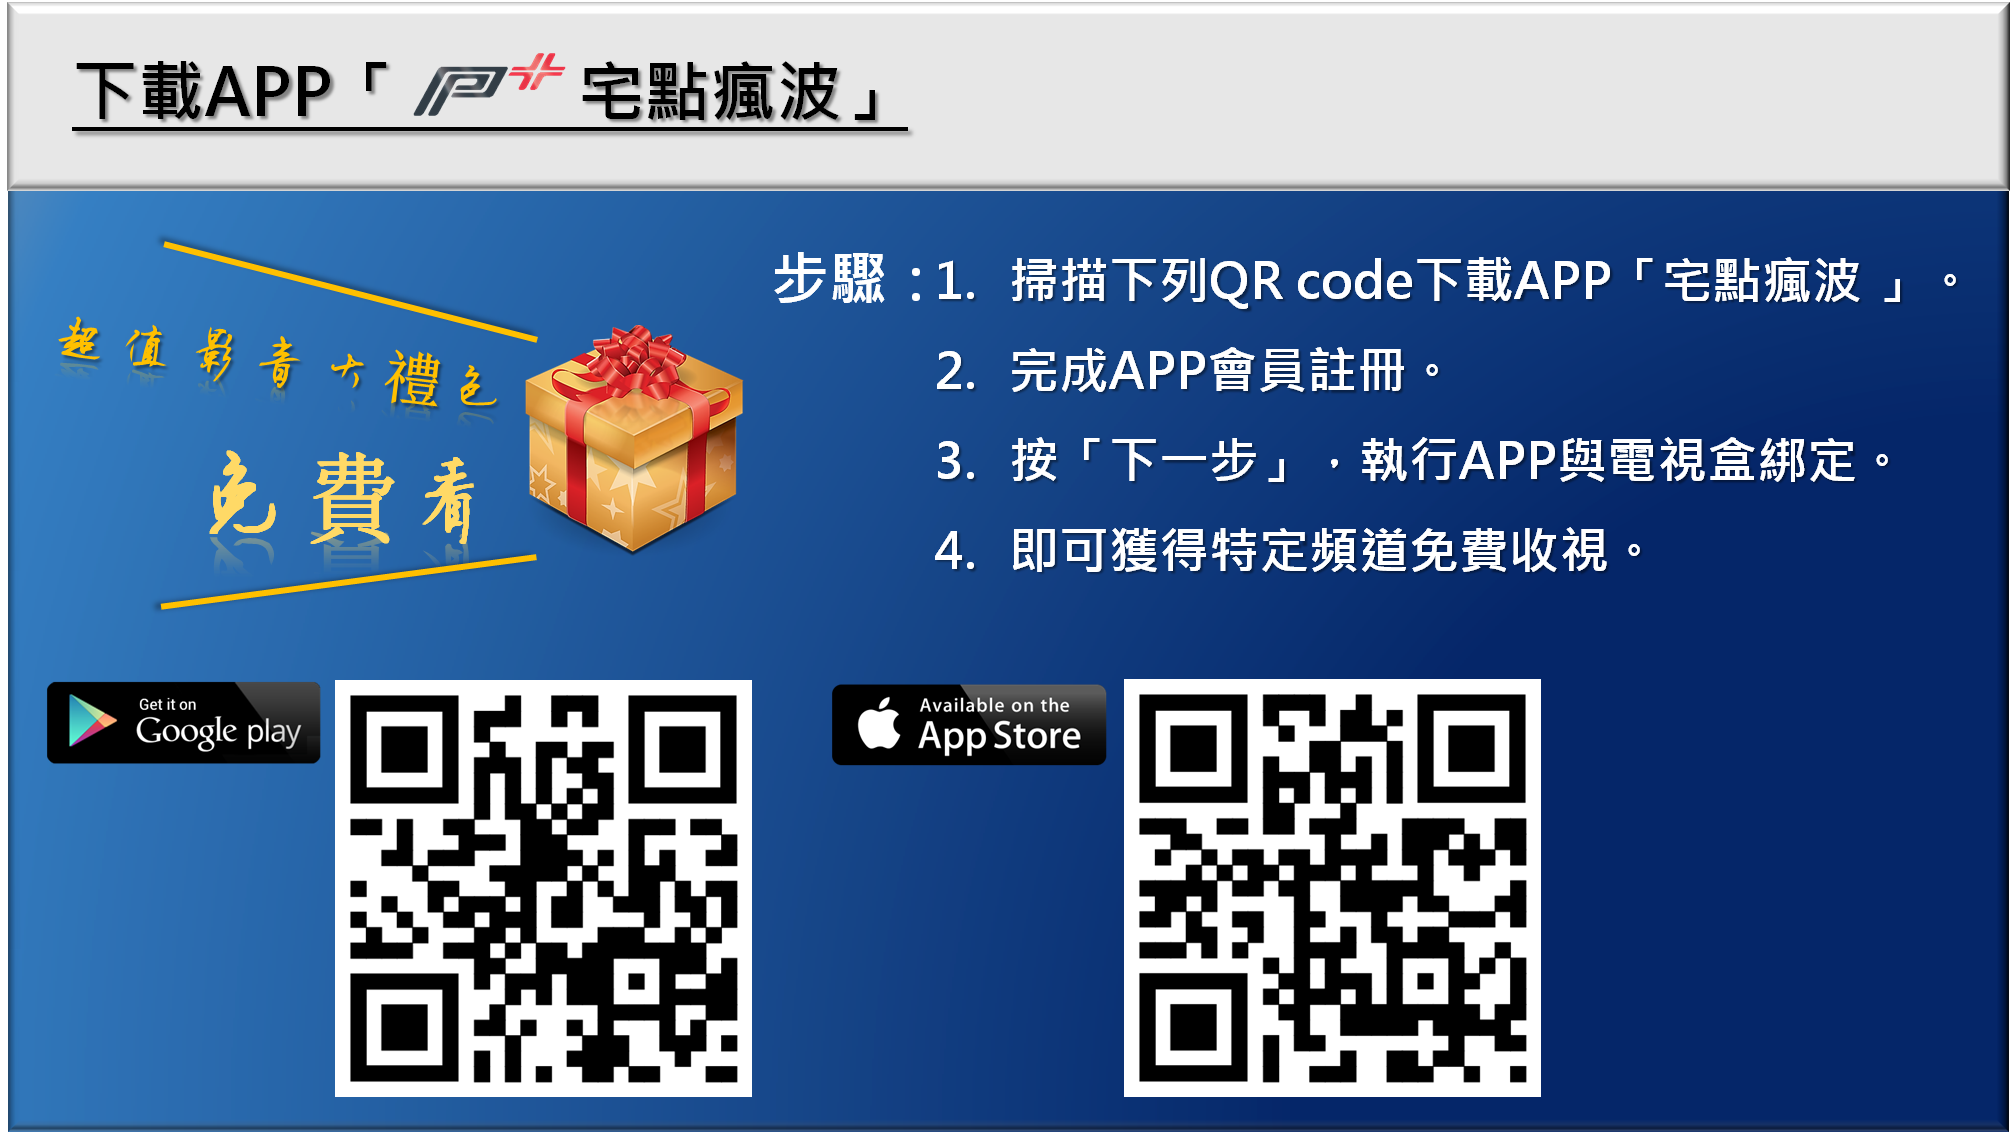 下載APP「 P+ 宅點瘋波」
超值影音大禮包
免費看
步驟：1. 掃描下列QR code下載APP「宅點瘋波 」。
2. 完成APP會員註冊。
3. 按「下一步」，執行APP與電視盒綁定。
4. 即可獲得特定頻道免費收視。
Get it on
Google play
Available on the
App Store